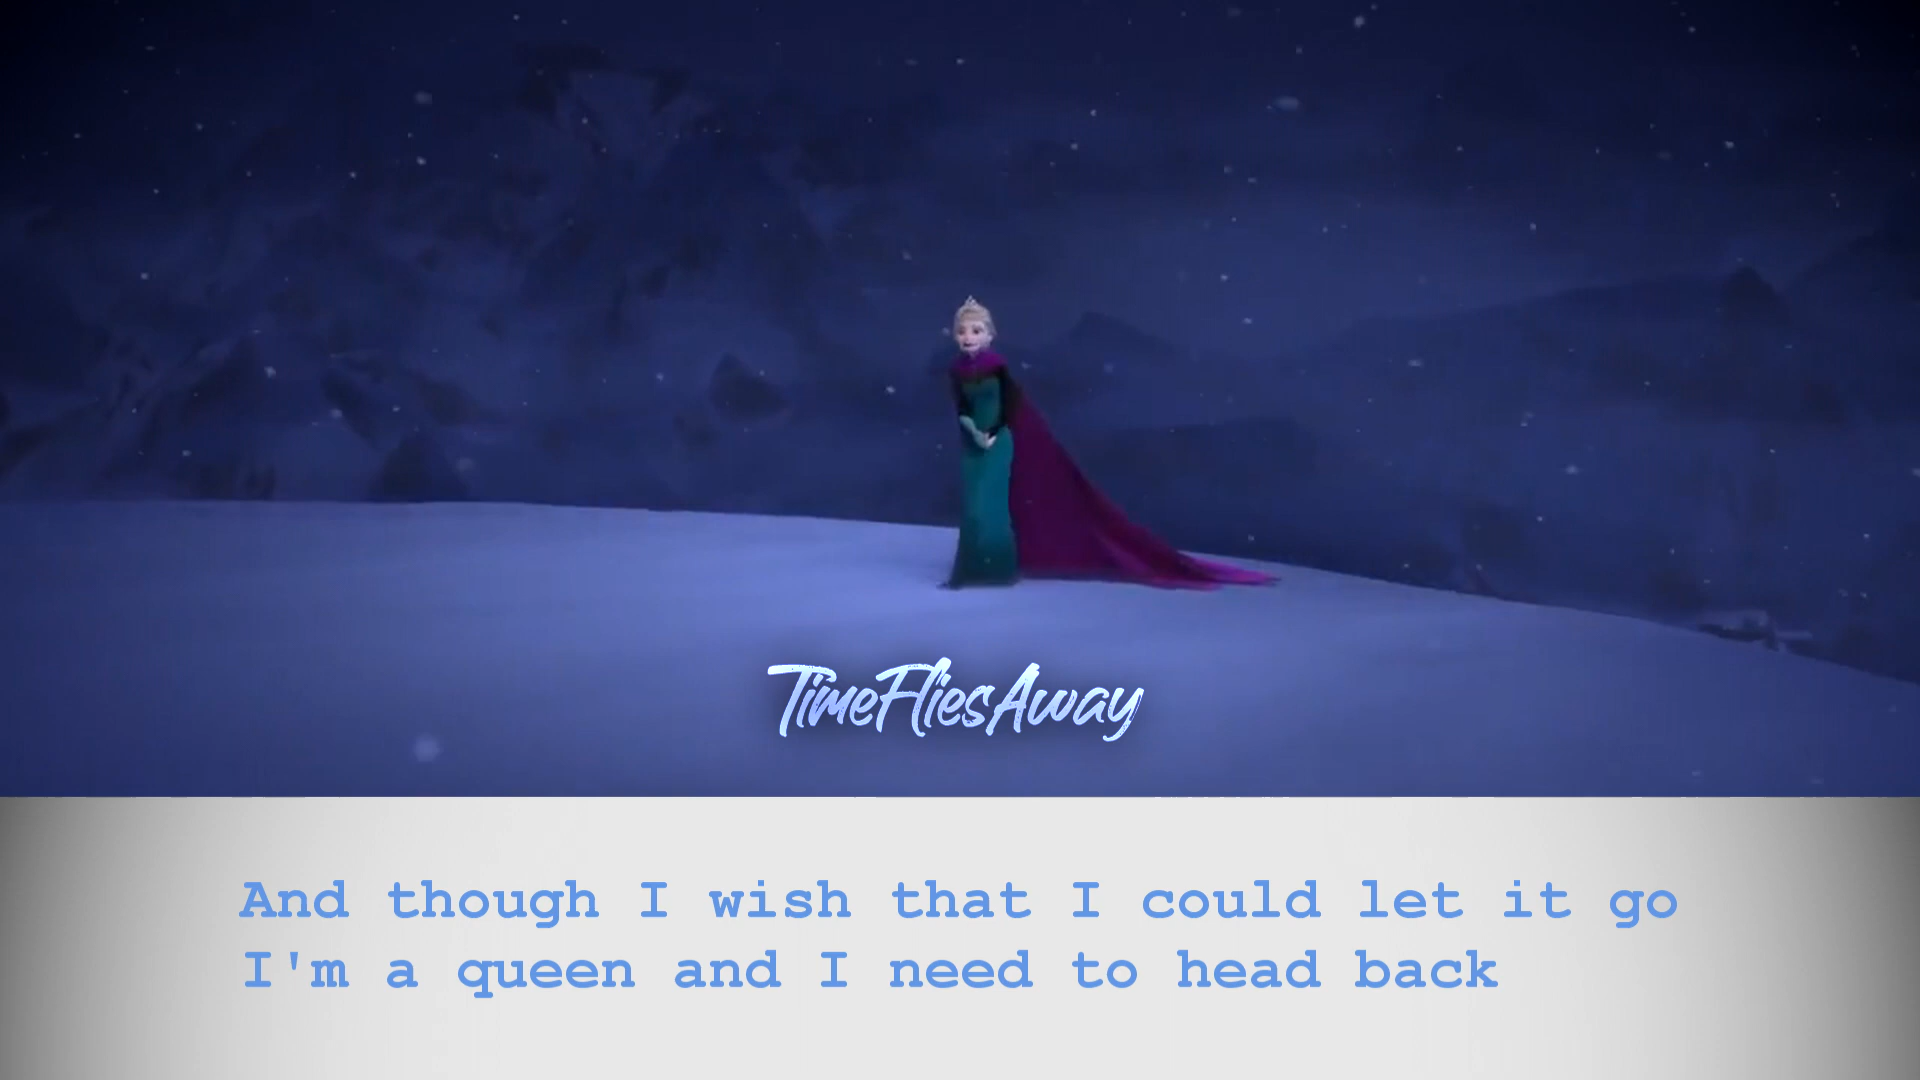 TimeFliesAway
And though I wish that I could let it go
I'm a queen and I need to head back